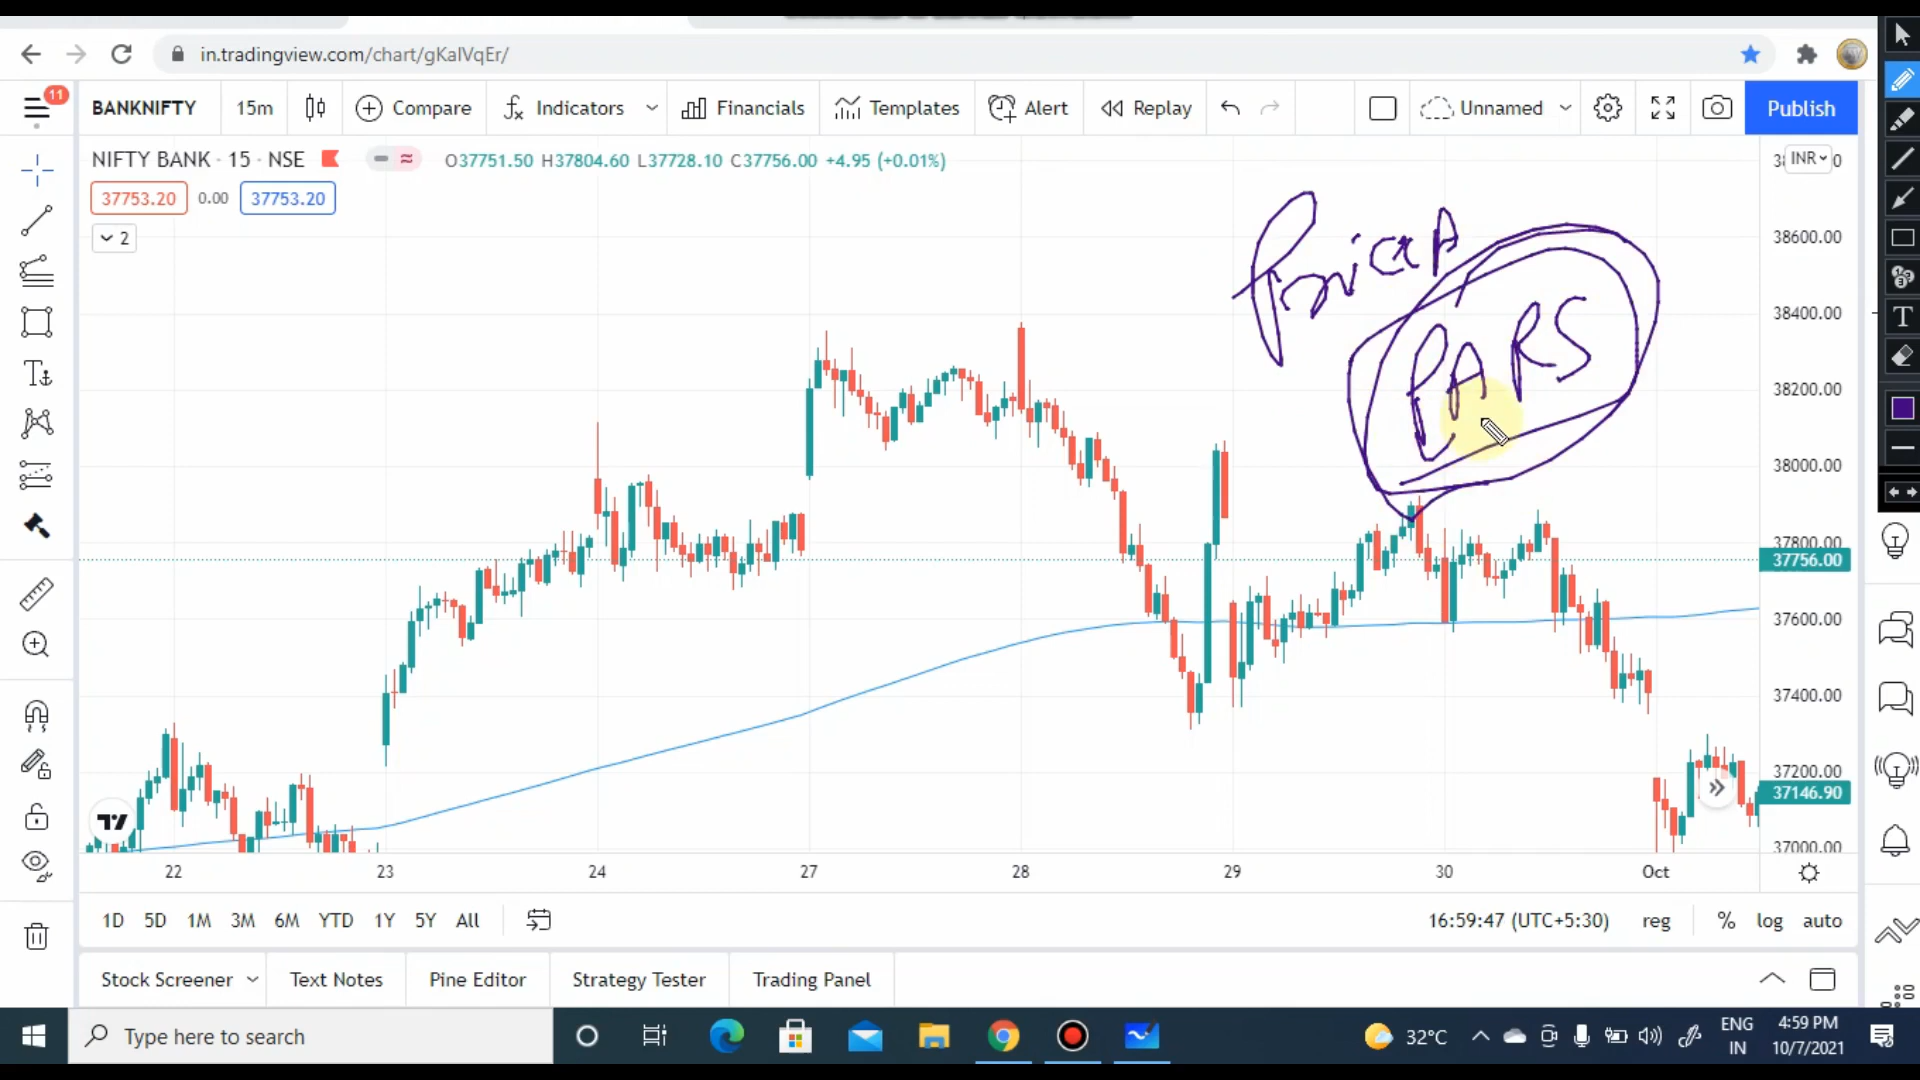 in.tradingview.com/chart/gKalVqEr/
11
BANKNIFTY 15m Compare Indicators Financials Templates Alert Replay Unnamed Publish
NIFTY BANK · 15 · NSE O37751.50 H37804.60 L37728.10 C37756.00 +4.95 (+0.01%)
INR
37753.20 0.00 37753.20
2
PARS
38600.00
38400.00
38200.00
38000.00
37800.00
37756.00
37600.00
37400.00
37200.00
37146.90
37000.00
22 23 24 27 28 29 30 Oct
1D 5D 1M 3M 6M YTD 1Y 5Y All 16:59:47 (UTC+5:30) reg % log auto
Stock Screener Text Notes Pine Editor Strategy Tester Trading Panel
Type here to search 32°C ENG IN 4:59 PM 10/7/2021